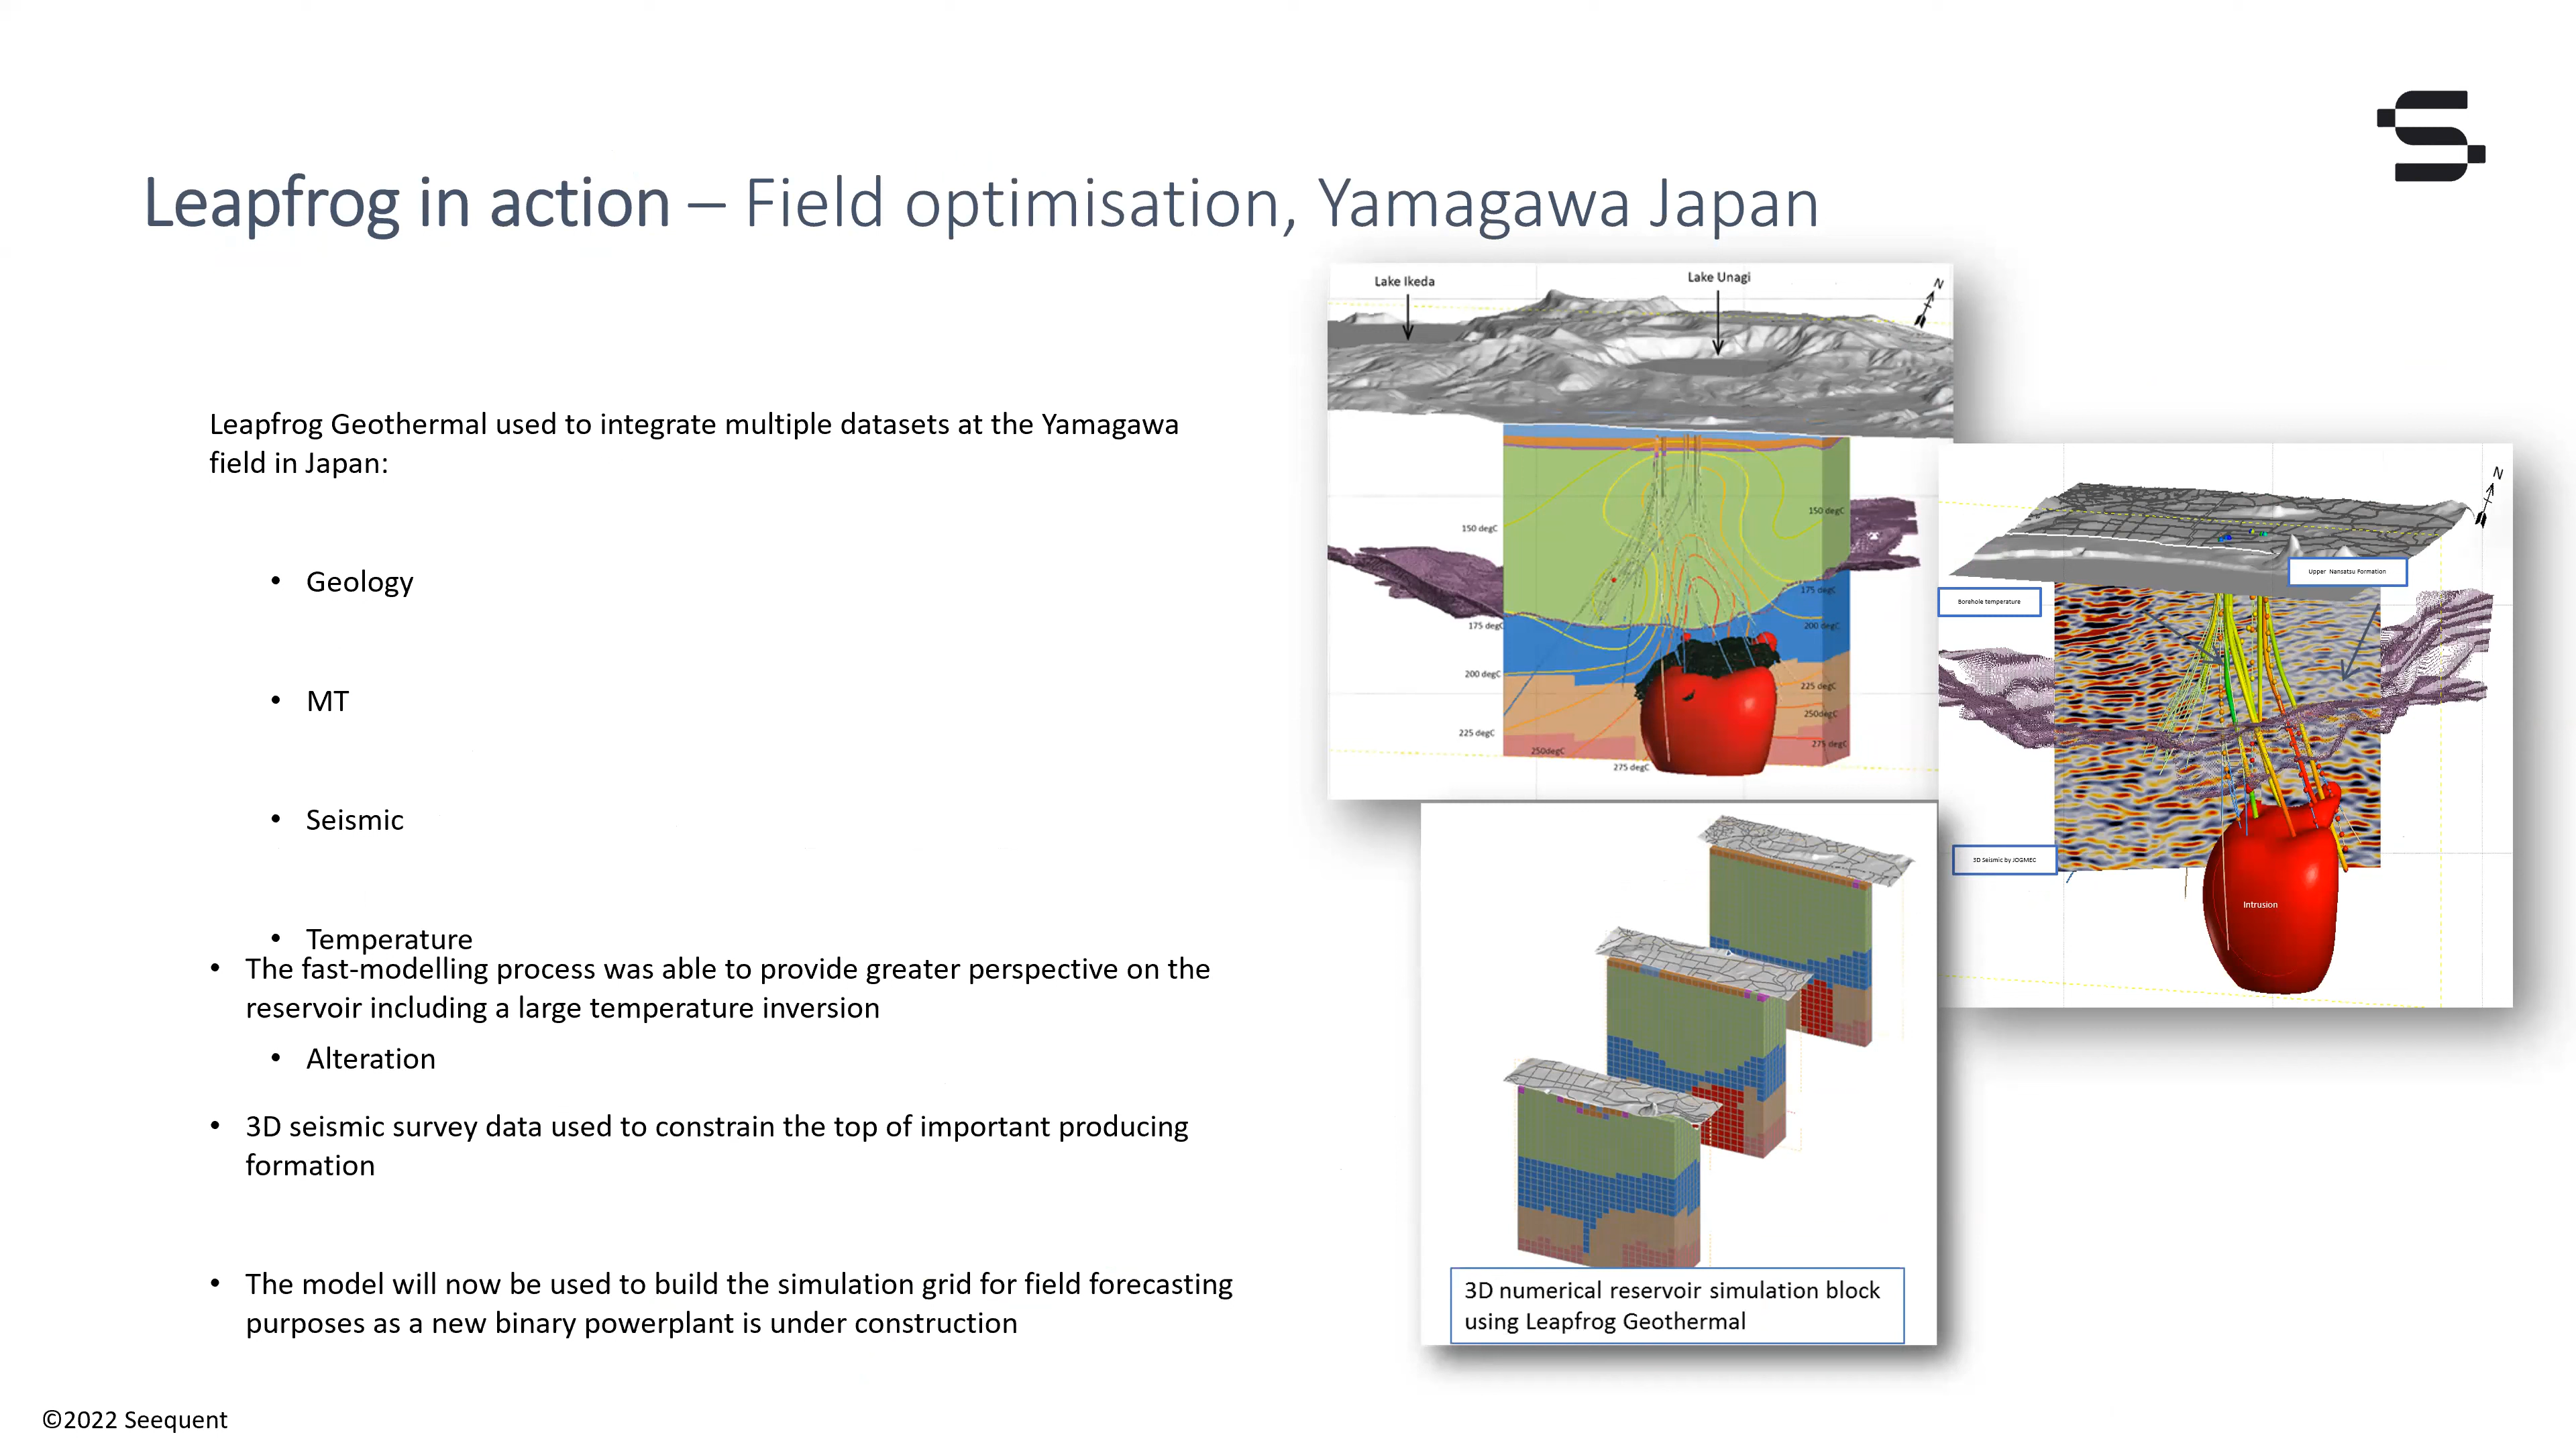 Leapfrog in action – Field optimisation, Yamagawa Japan
Leapfrog Geothermal used to integrate multiple datasets at the Yamagawa
field in Japan:
• Geology
• MT
• Seismic
• Temperature
• The fast-modelling process was able to provide greater perspective on the
reservoir including a large temperature inversion
• Alteration
• 3D seismic survey data used to constrain the top of important producing
formation
• The model will now be used to build the simulation grid for field forecasting
purposes as a new binary powerplant is under construction
Lake Ikeda
Lake Unagi
N
150 degC
150 degC
175 degC
175 degC
200 degC
200 degC
225 degC
225 degC
250degC
250degC
275 degC
275 degC
N
Upper Nansatsu Formation
Borehole temperature
3D Seismic by JOGMEC
Intrusion
3D numerical reservoir simulation block
using Leapfrog Geothermal
©2022 Seequent